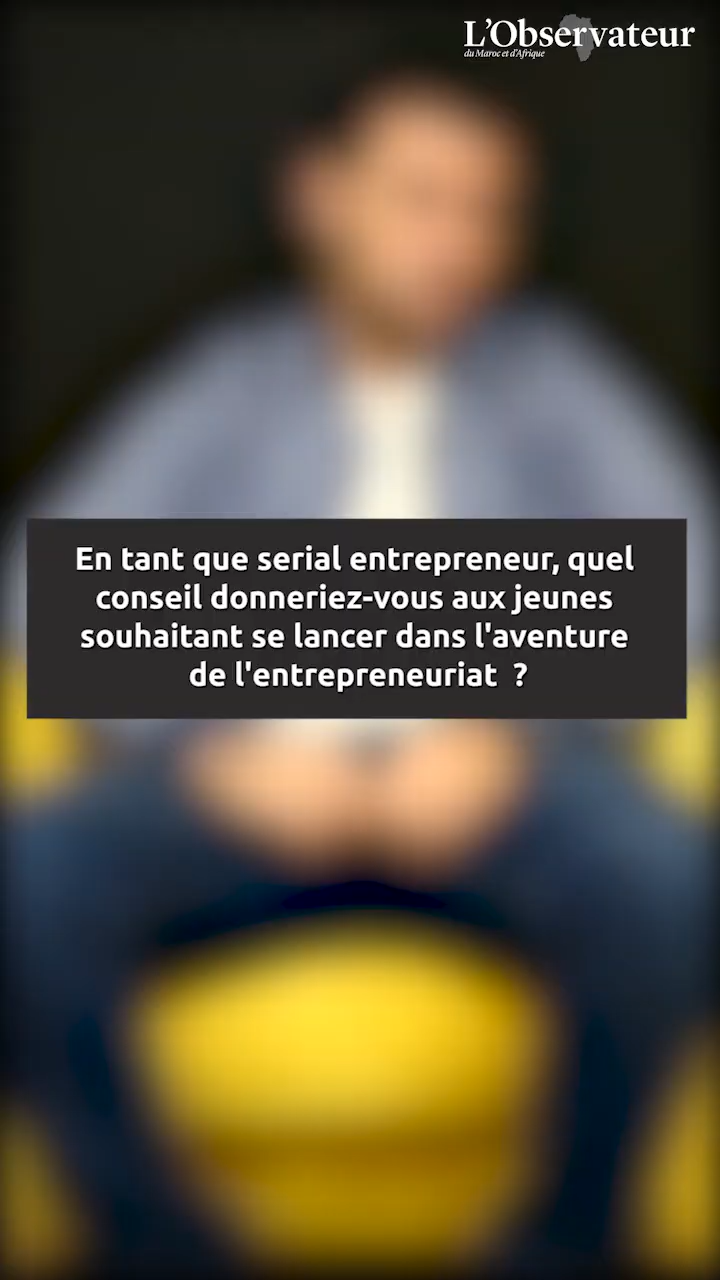 L'Observateur
du Maroc et d'Afrique
En tant que serial entrepreneur, quel
conseil donneriez-vous aux jeunes
souhaitant se lancer dans l'aventure
de l'entrepreneuriat  ?